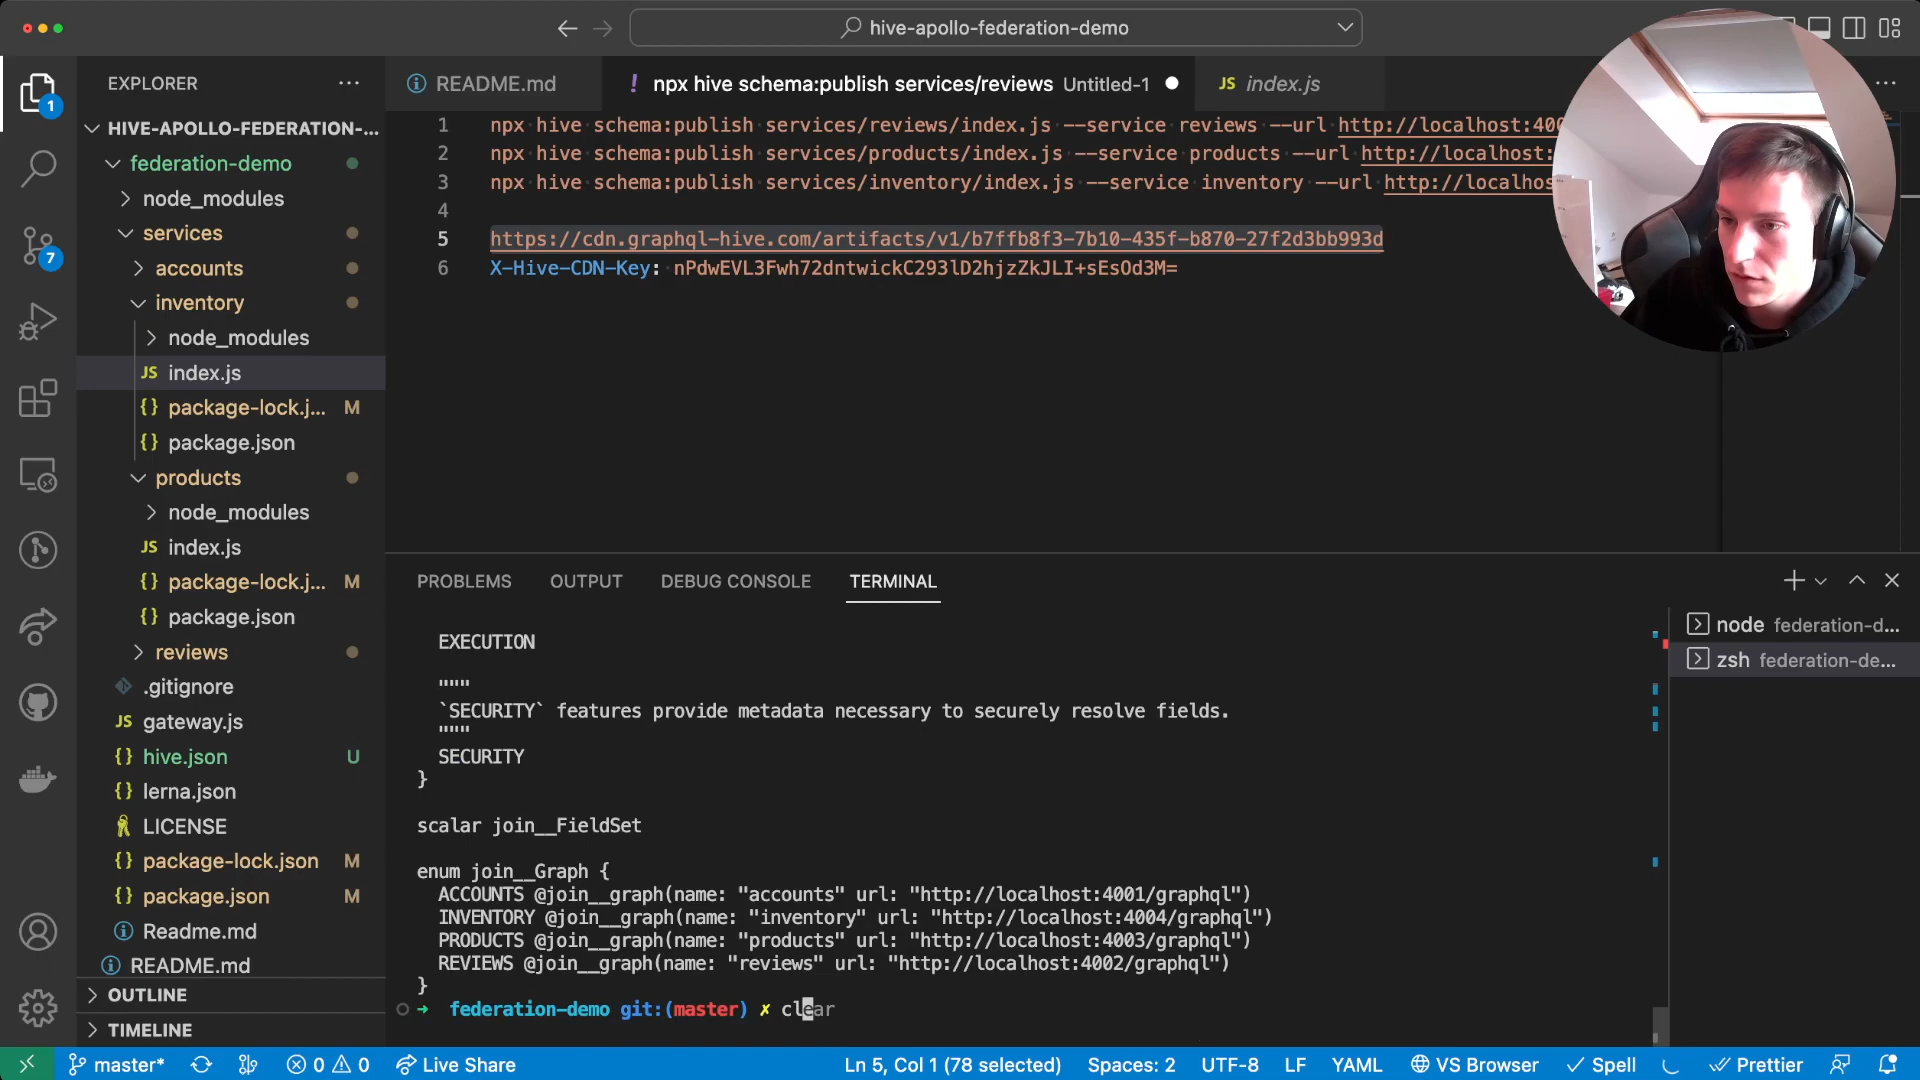 hive-apollo-federation-demo
EXPLORER
README.md
npx hive schema:publish services/reviews Untitled-1
JS index.js
1
HIVE-APOLLO-FEDERATION-...
federation-demo
node_modules
services
accounts
inventory
node_modules
JS index.js
{} package-lock.j... M
{} package.json
products
node_modules
JS index.js
{} package-lock.j... M
{} package.json
reviews
.gitignore
JS gateway.js
{} hive.json U
{} lerna.json
LICENSE
{} package-lock.json M
{} package.json M
Readme.md
README.md
OUTLINE
TIMELINE
7
1 npx hive schema:publish services/reviews/index.js --service reviews --url http://localhost:400
2 npx hive schema:publish services/products/index.js --service products --url http://localhost:
3 npx hive schema:publish services/inventory/index.js --service inventory --url http://localhos
4
5 https://cdn.graphql-hive.com/artifacts/v1/b7ffb8f3-7b10-435f-b870-27f2d3bb993d
6 X-Hive-CDN-Key: nPdwEVL3Fwh72dntwickC293lD2hjzZkJLI+sEsOd3M=
PROBLEMS OUTPUT DEBUG CONSOLE TERMINAL
EXECUTION
"""
`SECURITY` features provide metadata necessary to securely resolve fields.
"""
SECURITY
}
scalar join__FieldSet
enum join__Graph {
ACCOUNTS @join__graph(name: "accounts" url: "http://localhost:4001/graphql")
INVENTORY @join__graph(name: "inventory" url: "http://localhost:4004/graphql")
PRODUCTS @join__graph(name: "products" url: "http://localhost:4003/graphql")
REVIEWS @join__graph(name: "reviews" url: "http://localhost:4002/graphql")
}
➜ federation-demo git:(master) ✗ clear
node federation-d...
zsh federation-de...
master* 0 0 Live Share Ln 5, Col 1 (78 selected) Spaces: 2 UTF-8 LF YAML VS Browser Spell Prettier